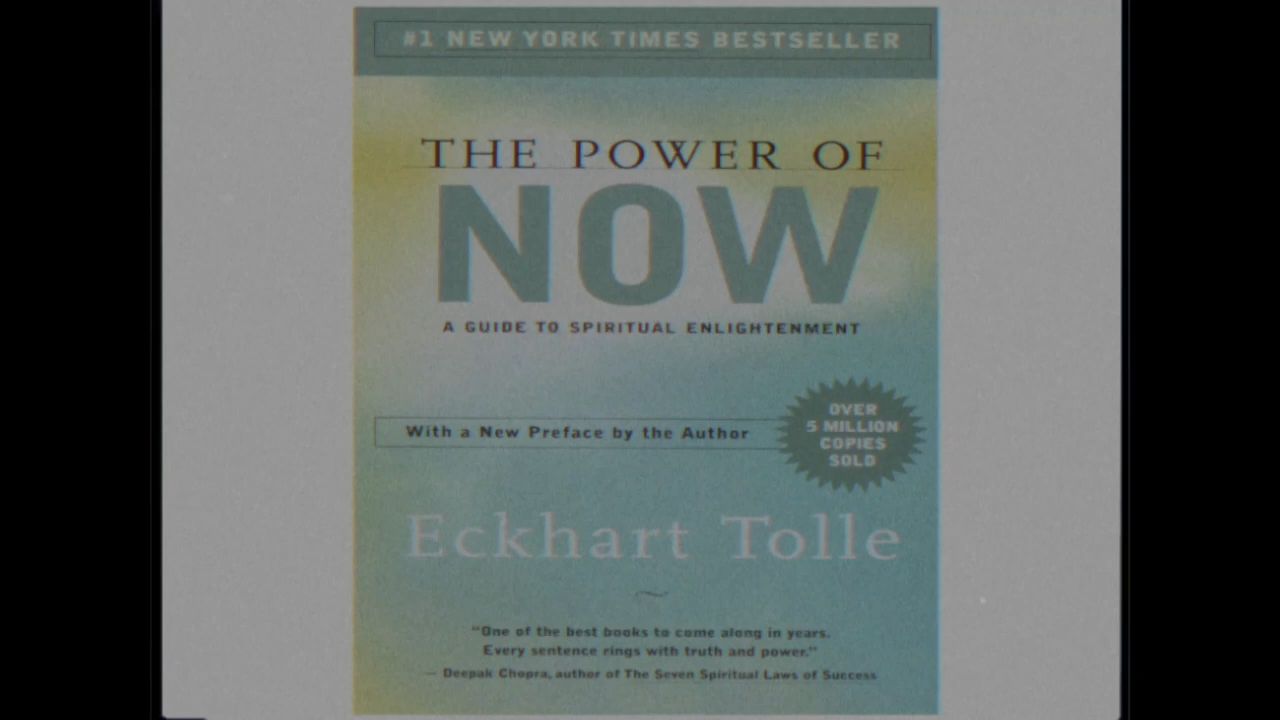 #1 NEW YORK TIMES BESTSELLER
THE POWER OF
NOW
A GUIDE TO SPIRITUAL ENLIGHTENMENT
With a New Preface by the Author
OVER
5 MILLION
COPIES
SOLD
Eckhart Tolle
"One of the best books to come along in years.
Every sentence rings with truth and power."
— Deepak Chopra, author of The Seven Spiritual Laws of Success